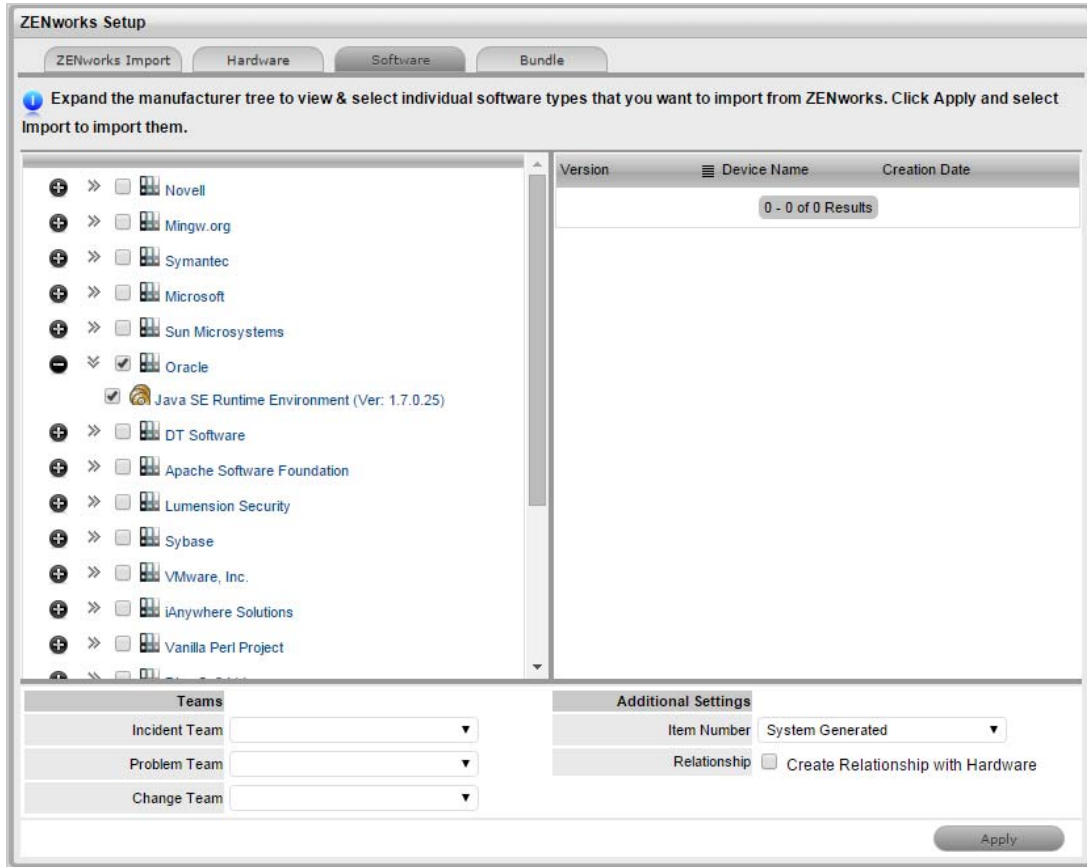 ZENworks Setup
ZENworks Import
Hardware
Software
Bundle
Expand the manufacturer tree to view & select individual software types that you want to import from ZENworks. Click Apply and select
Import to import them.
Novell
Mingw.org
Symantec
Microsoft
Sun Microsystems
Oracle
Java SE Runtime Environment (Ver: 1.7.0.25)
DT Software
Apache Software Foundation
Lumension Security
Sybase
VMware, Inc.
iAnywhere Solutions
Vanilla Perl Project
Version
Device Name
Creation Date
0 - 0 of 0 Results
Teams
Incident Team
Problem Team
Change Team
Additional Settings
Item Number
System Generated
Relationship
Create Relationship with Hardware
Apply